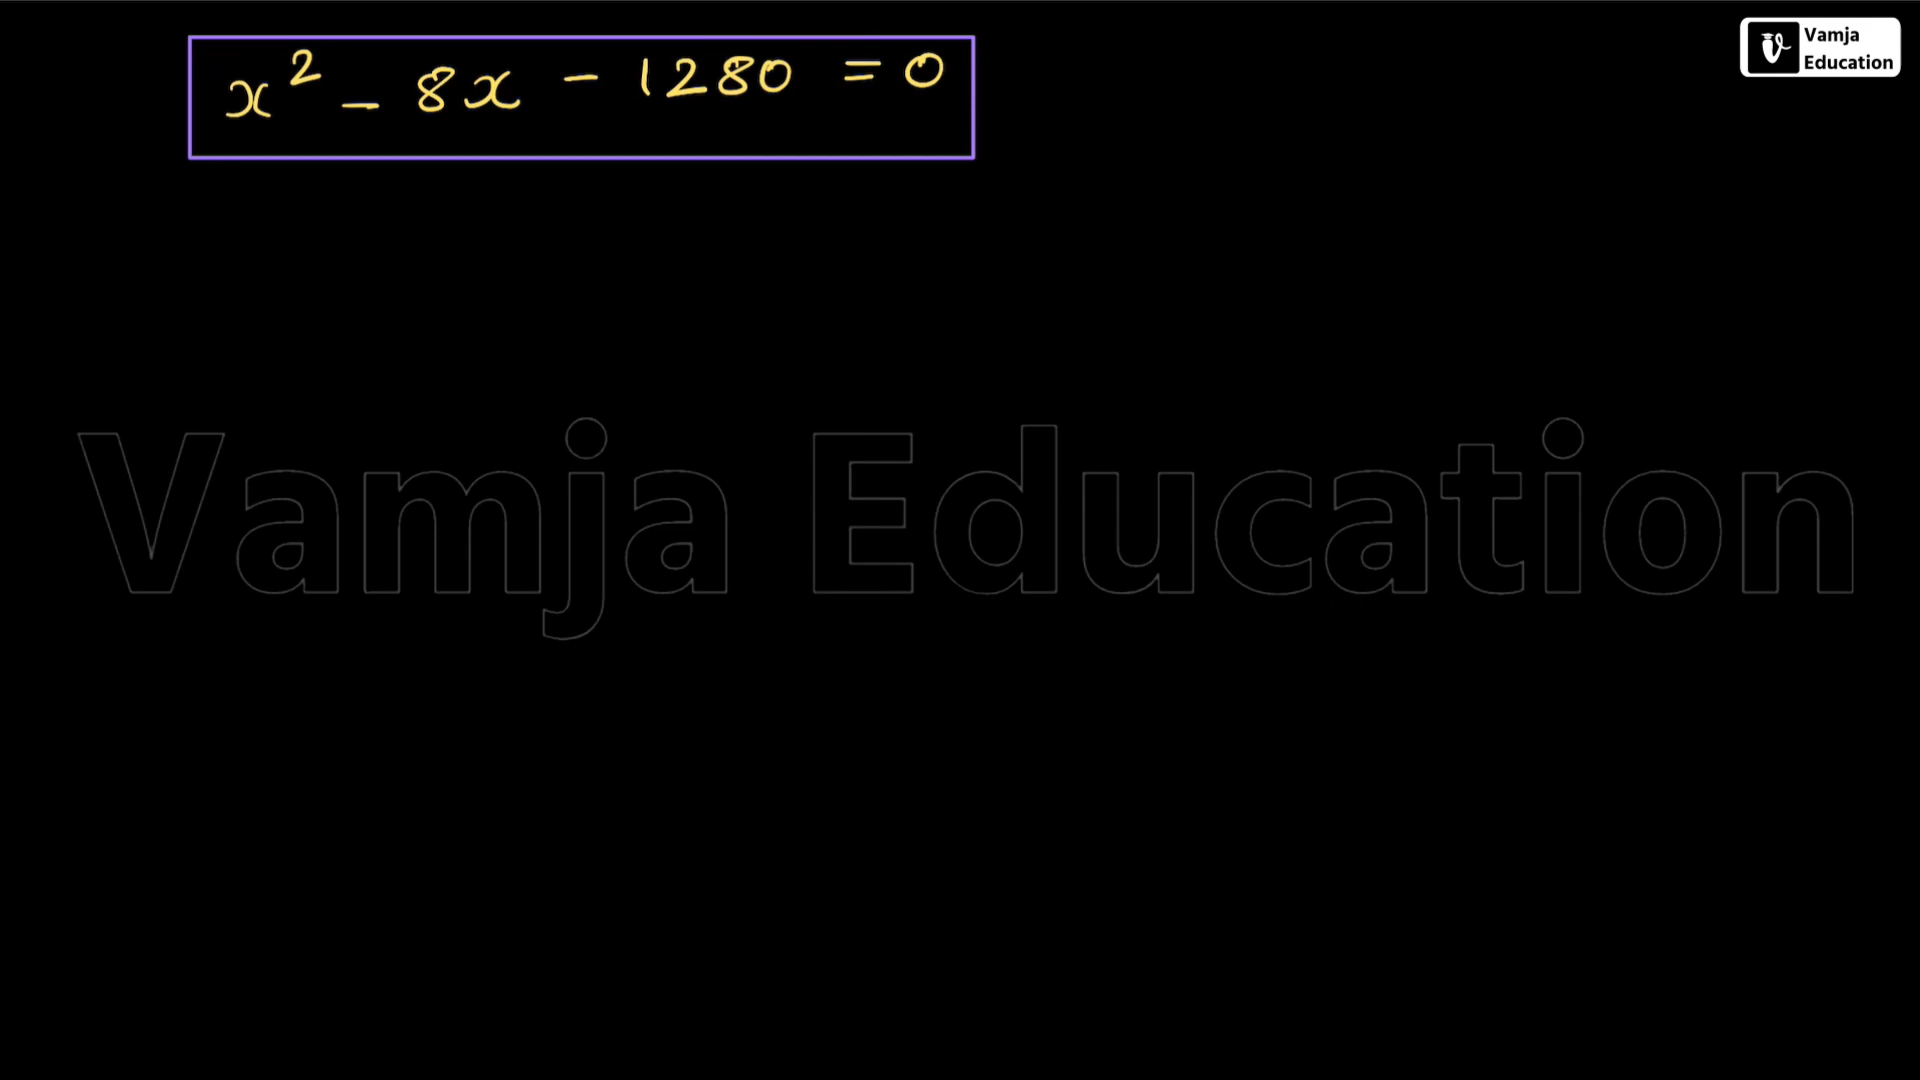 x² - 8x - 1280 = 0
Vamja
Education
Vamja Education